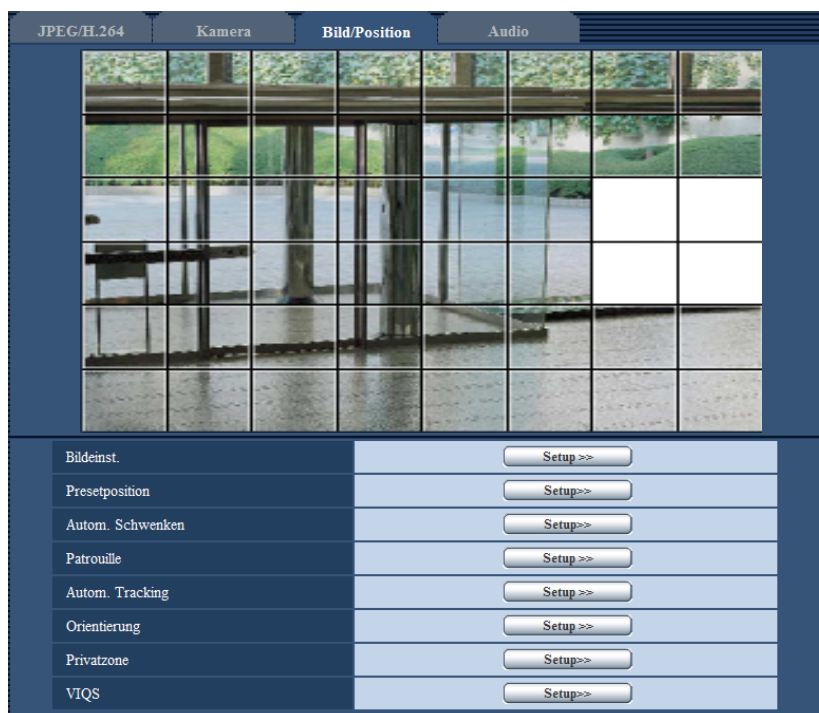 JPEG/H.264 Kamera Bild/Position Audio
Bildeinst. Setup >>
Presetposition Setup>>
Autom. Schwenken Setup>>
Patrouille Setup >>
Autom. Tracking Setup >>
Orientierung Setup >>
Privatzone Setup>>
VIQS Setup>>